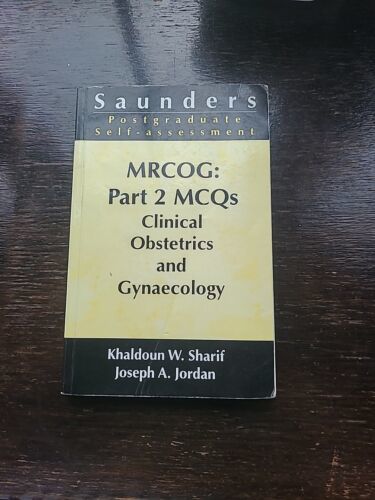 Saunders
Postgraduate
Self-assessment
MRCOG:
Part 2 MCQs
Clinical
Obstetrics
and
Gynaecology
Khaldoun W. Sharif
Joseph A. Jordan